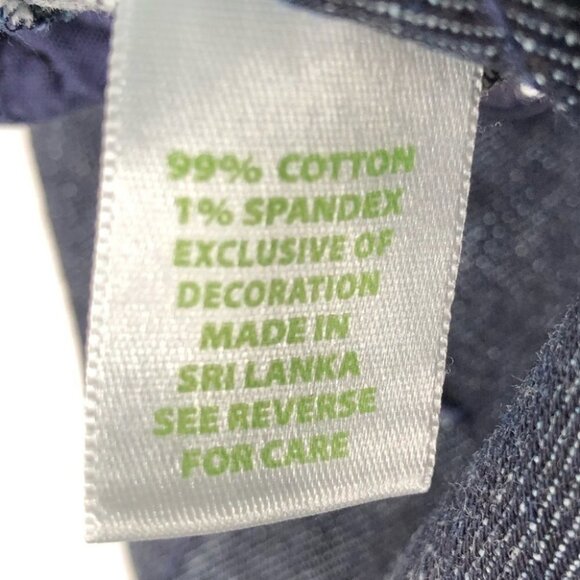 99% COTTON
1% SPANDEX
EXCLUSIVE OF
DECORATION
MADE IN
SRI LANKA
SEE REVERSE
FOR CARE